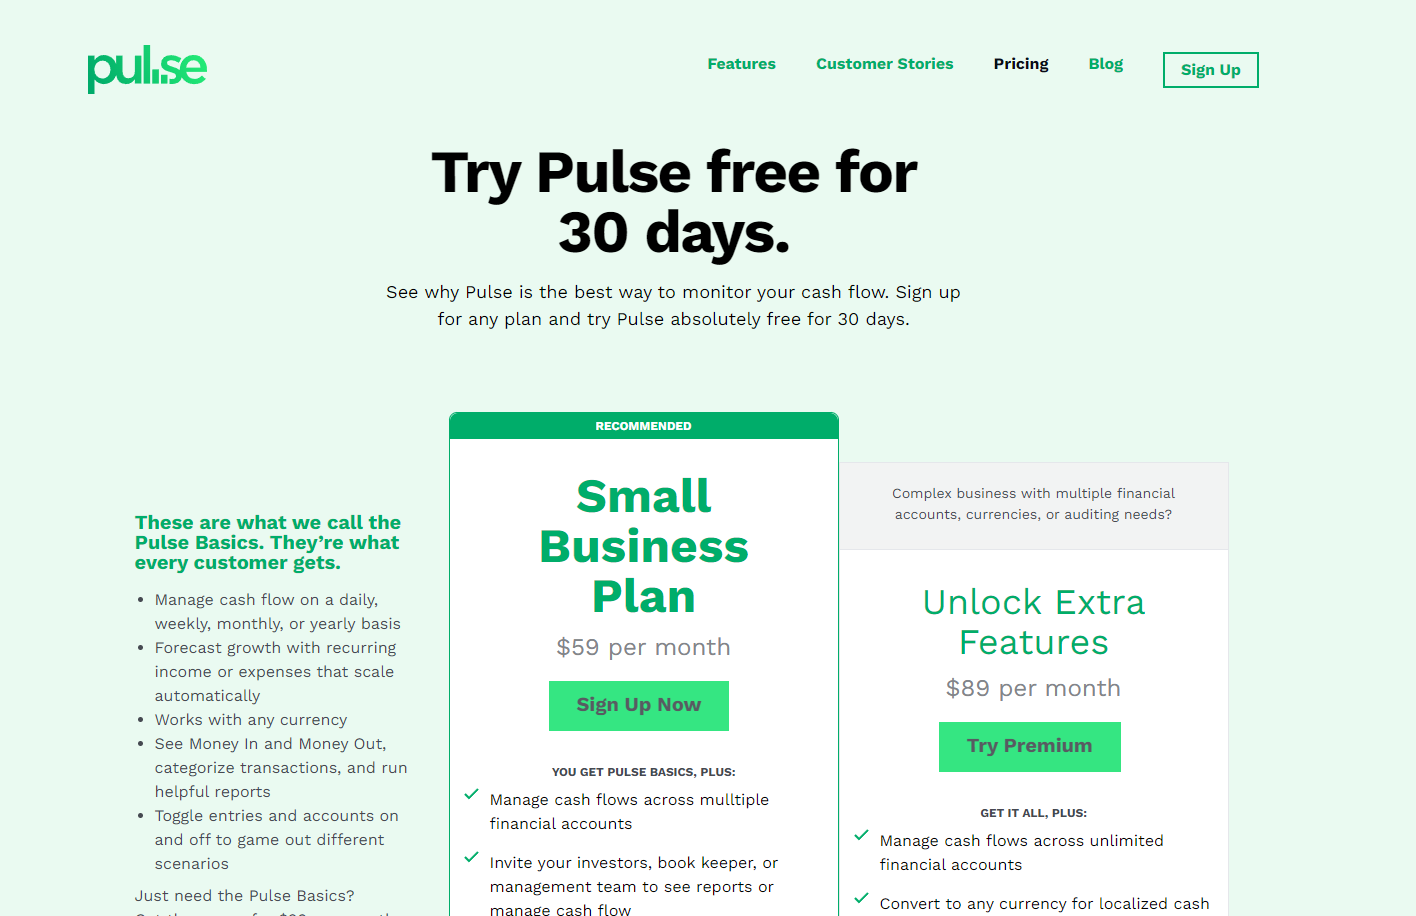 pulse
Features
Customer Stories
Pricing
Blog
Sign Up
Try Pulse free for
30 days.
See why Pulse is the best way to monitor your cash flow. Sign up
for any plan and try Pulse absolutely free for 30 days.
These are what we call the
Pulse Basics. They’re what
every customer gets.
Manage cash flow on a daily,
weekly, monthly, or yearly basis
Forecast growth with recurring
income or expenses that scale
automatically
Works with any currency
See Money In and Money Out,
categorize transactions, and run
helpful reports
Toggle entries and accounts on
and off to game out different
scenarios
Just need the Pulse Basics?
RECOMMENDED
Small
Business
Plan
$59 per month
Sign Up Now
YOU GET PULSE BASICS, PLUS:
Manage cash flows across mulltiple
financial accounts
Invite your investors, book keeper, or
management team to see reports or
manage cash flow
Complex business with multiple financial
accounts, currencies, or auditing needs?
Unlock Extra
Features
$89 per month
Try Premium
GET IT ALL, PLUS:
Manage cash flows across unlimited
financial accounts
Convert to any currency for localized cash